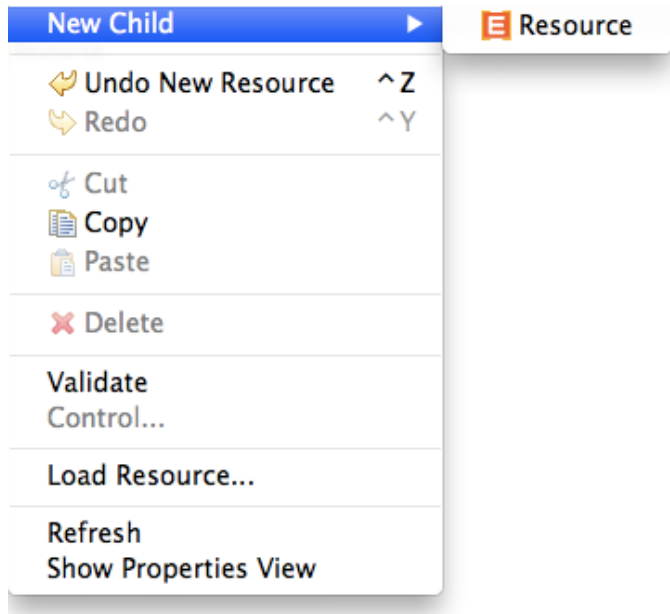 New Child
Resource
Undo New Resource ^Z
Redo ^Y
Cut
Copy
Paste
Delete
Validate
Control...
Load Resource...
Refresh
Show Properties View